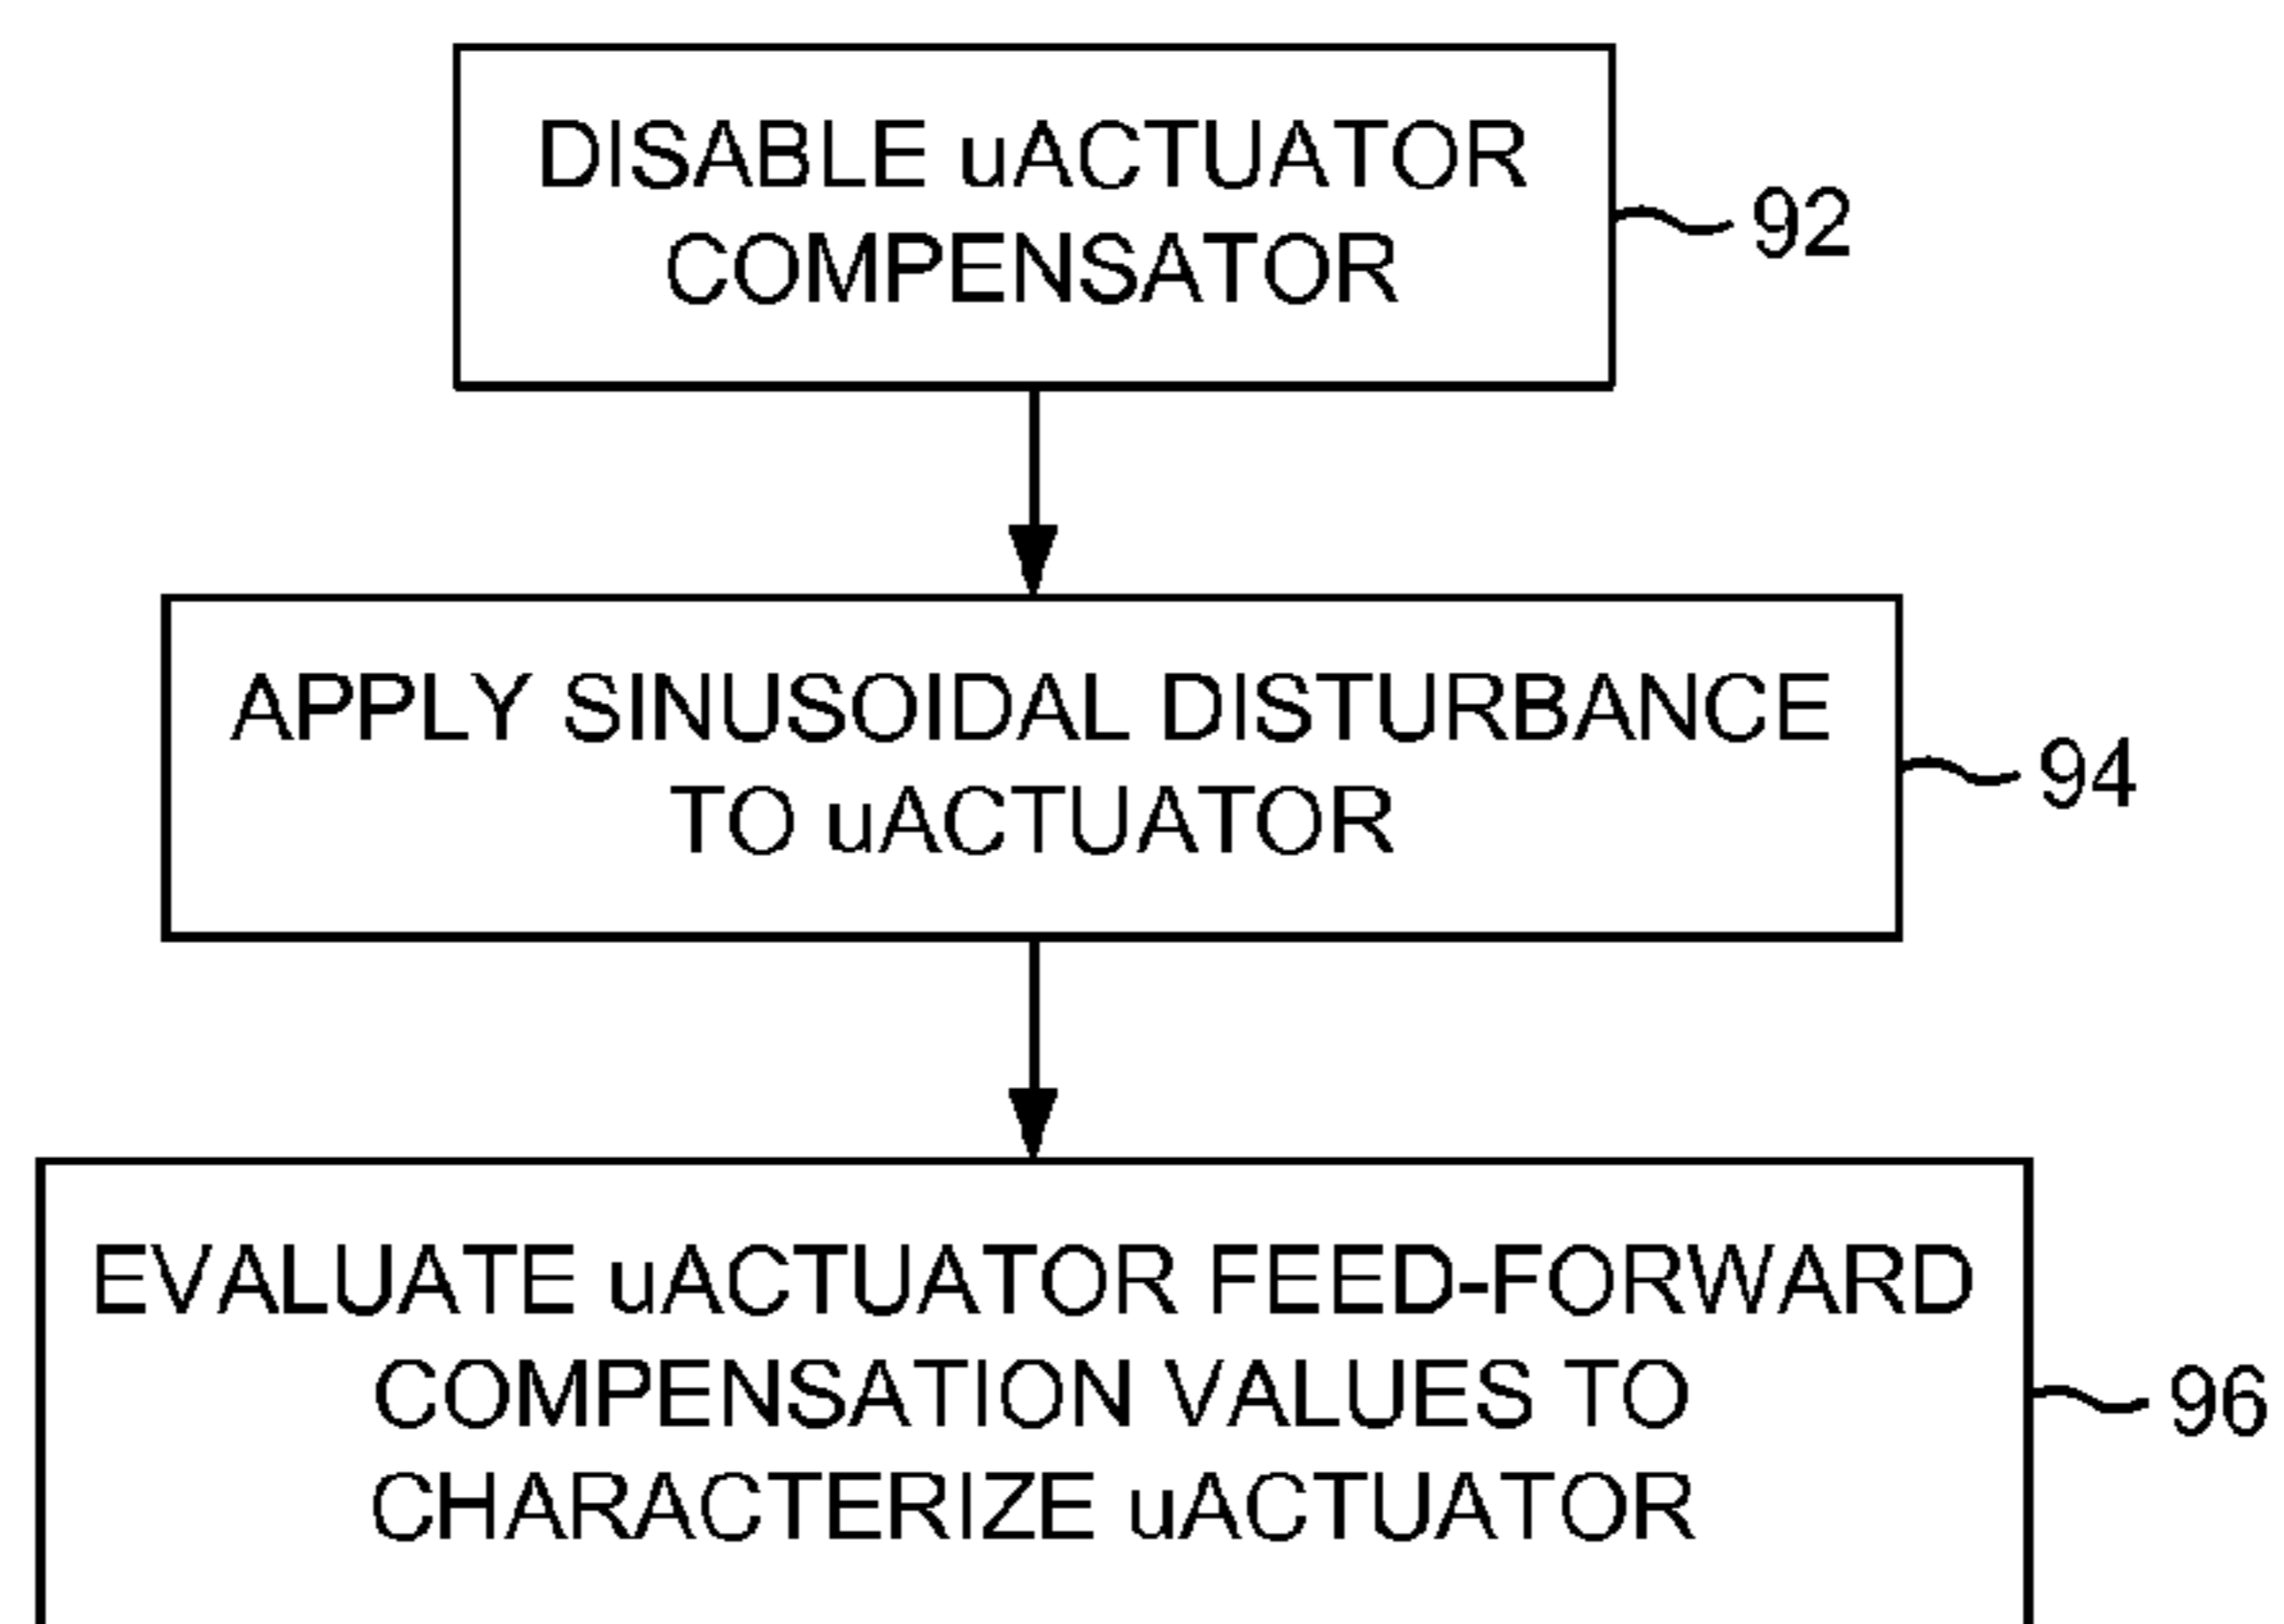 DISABLE uACTUATOR
COMPENSATOR
92
APPLY SINUSOIDAL DISTURBANCE
TO uACTUATOR
94
EVALUATE uACTUATOR FEED-FORWARD
COMPENSATION VALUES TO
CHARACTERIZE uACTUATOR
96